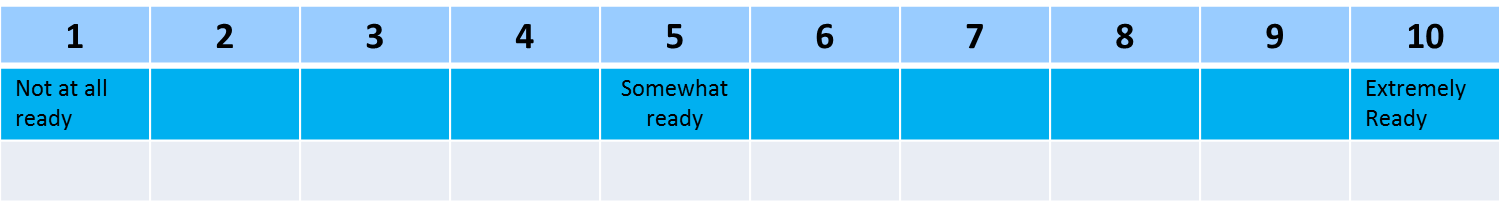 1 2 3 4 5 6 7 8 9 10
Not at all Somewhat Extremely
ready ready Ready